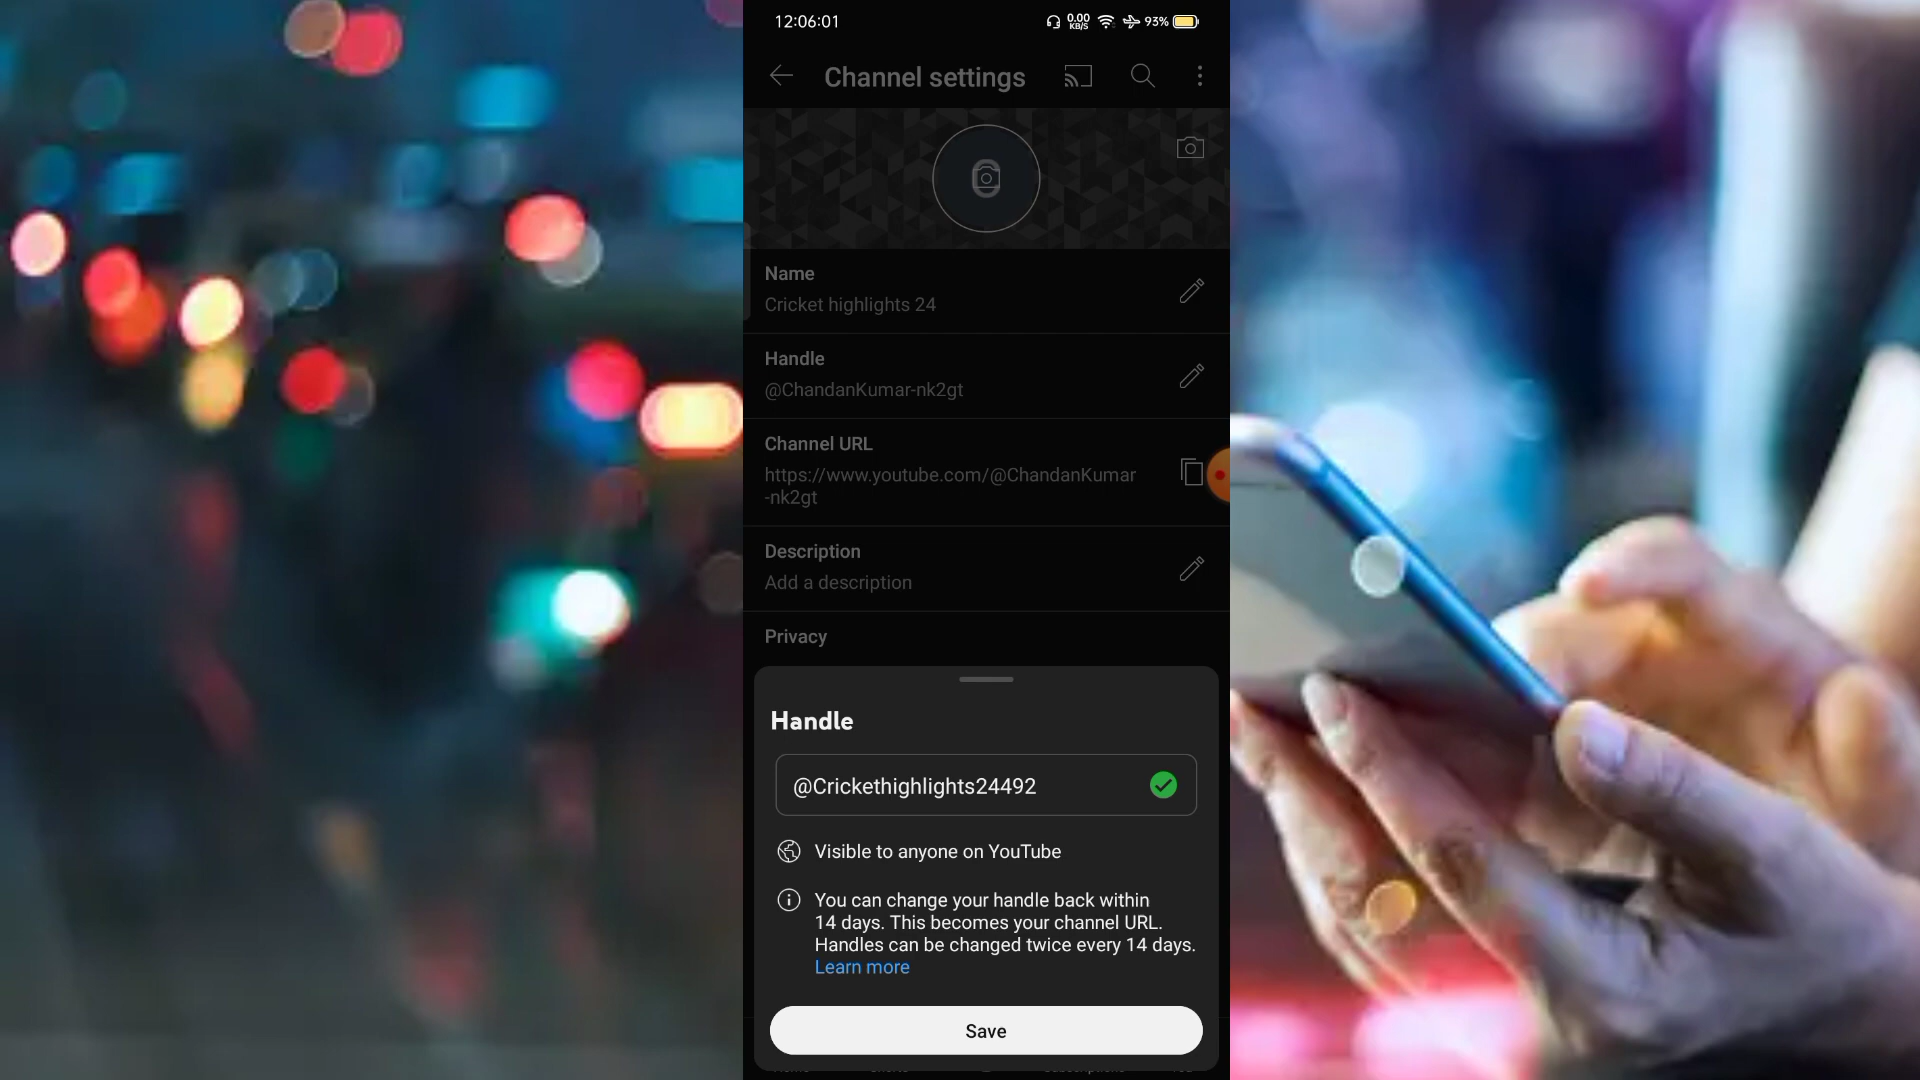 12:06:01
0.00
KB/S
93%
Channel settings
Name
Cricket highlights 24
Handle
@ChandanKumar-nk2gt
Channel URL
https://www.youtube.com/@ChandanKumar
-nk2gt
Description
Add a description
Privacy
Handle
@Crickethighlights24492
Visible to anyone on YouTube
You can change your handle back within
14 days. This becomes your channel URL.
Handles can be changed twice every 14 days.
Learn more
Save